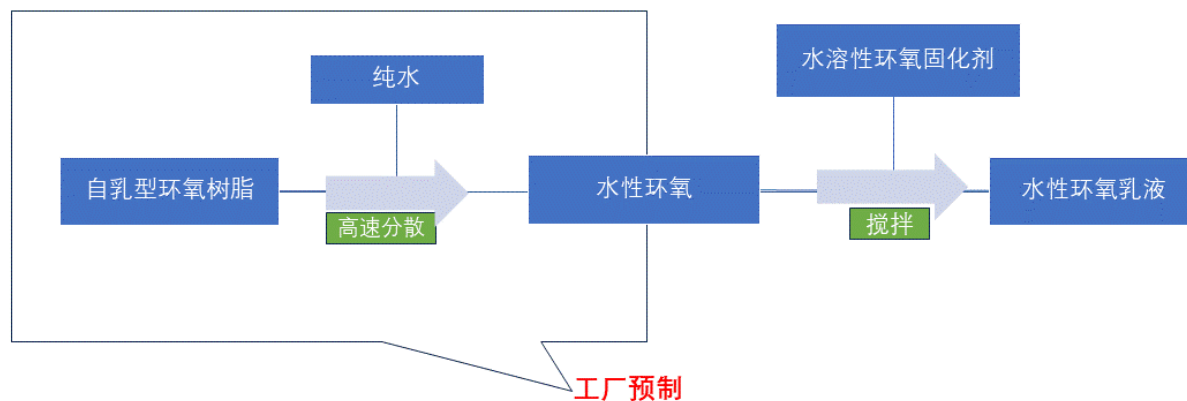 纯水
水溶性环氧固化剂
自乳型环氧树脂
高速分散
水性环氧
搅拌
水性环氧乳液
工厂预制